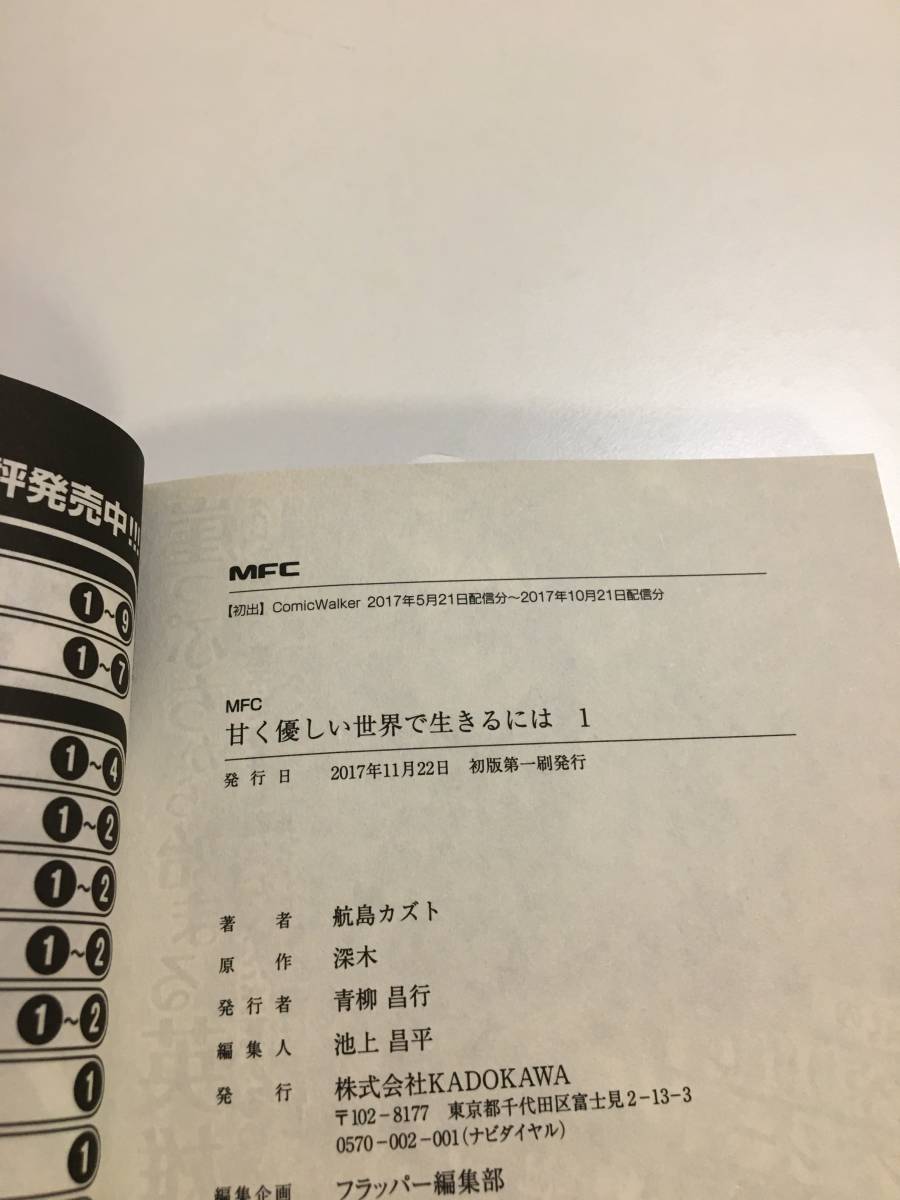 評発売中!!!
1~9
1~7
1~4
1~2
1~2
1~2
1~2
1
1
MFC
【初出】ComicWalker 2017年5月21日配信分~2017年10月21日配信分
MFC
甘く優しい世界で生きるには 1
発行日 2017年11月22日 初版第一刷発行
著者 航島カズト
原作 深木
発行者 青柳 昌行
編集人 池上 昌平
発行 株式会社KADOKAWA
〒102-8177 東京都千代田区富士見2-13-3
0570-002-001(ナビダイヤル)
編集企画 フラッパー編集部